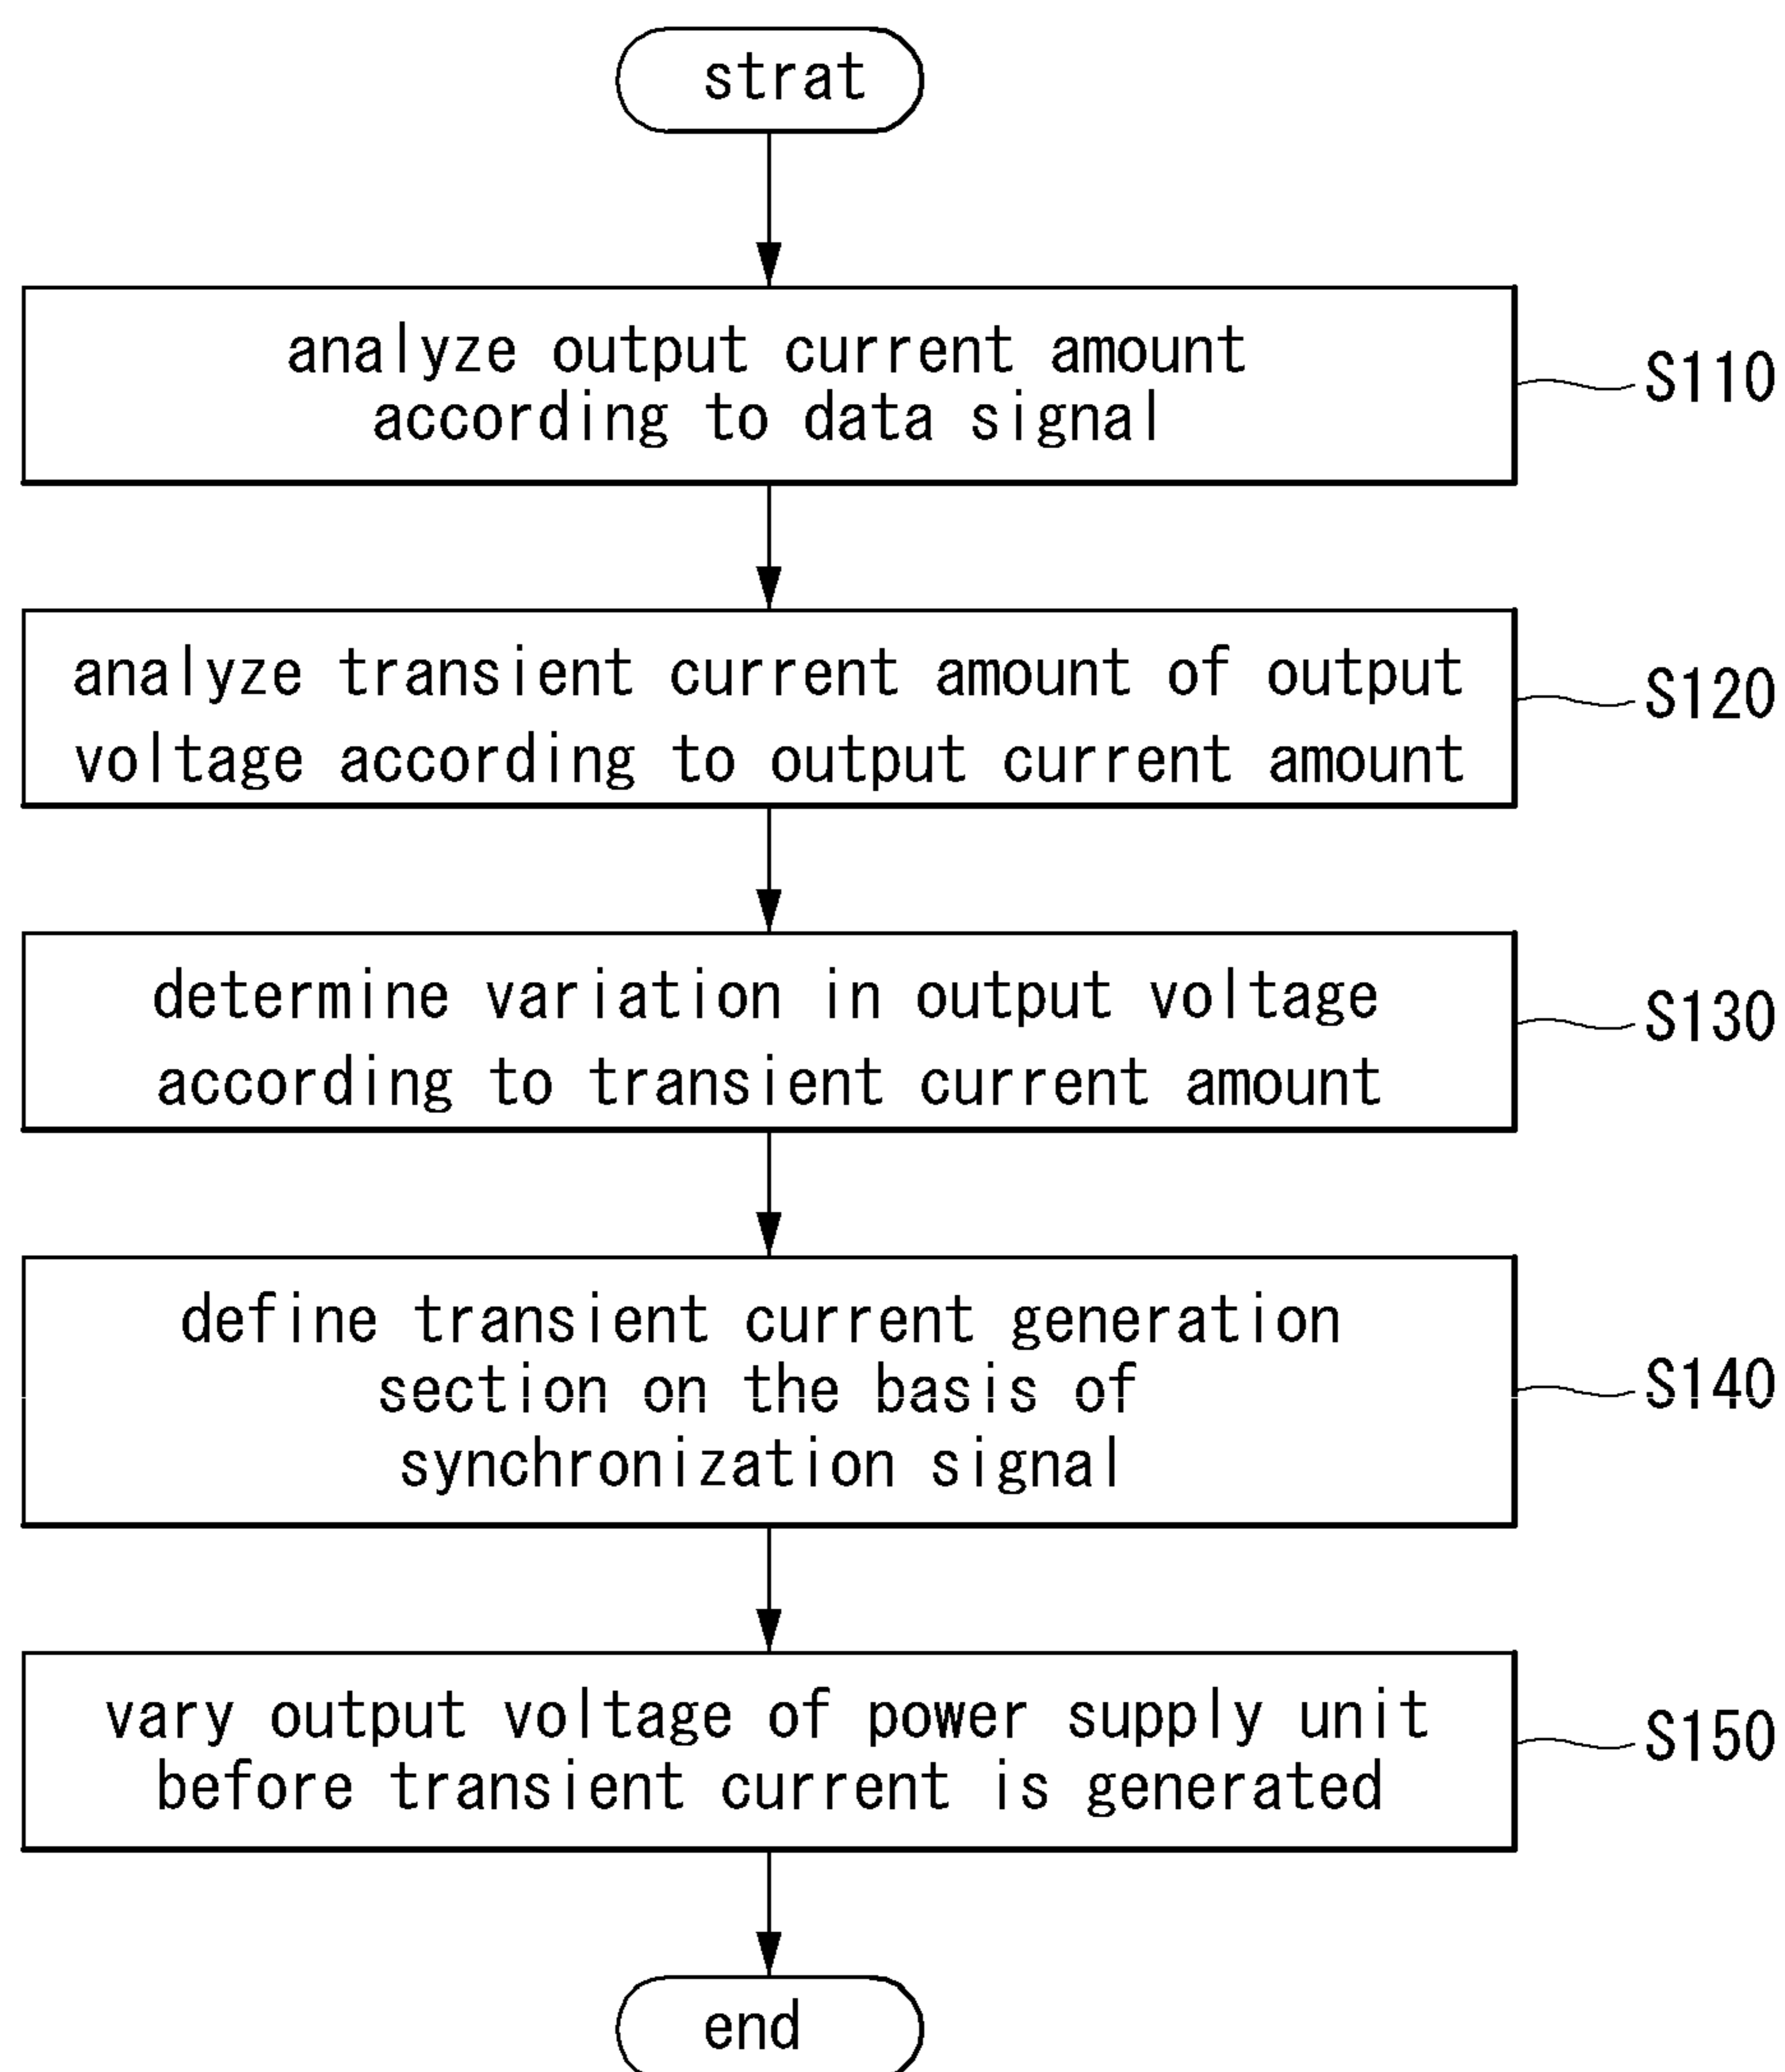 strat
analyze output current amount
according to data signal
S110
analyze transient current amount of output
voltage according to output current amount
S120
determine variation in output voltage
according to transient current amount
S130
define transient current generation
section on the basis of
synchronization signal
S140
vary output voltage of power supply unit
before transient current is generated
S150
end